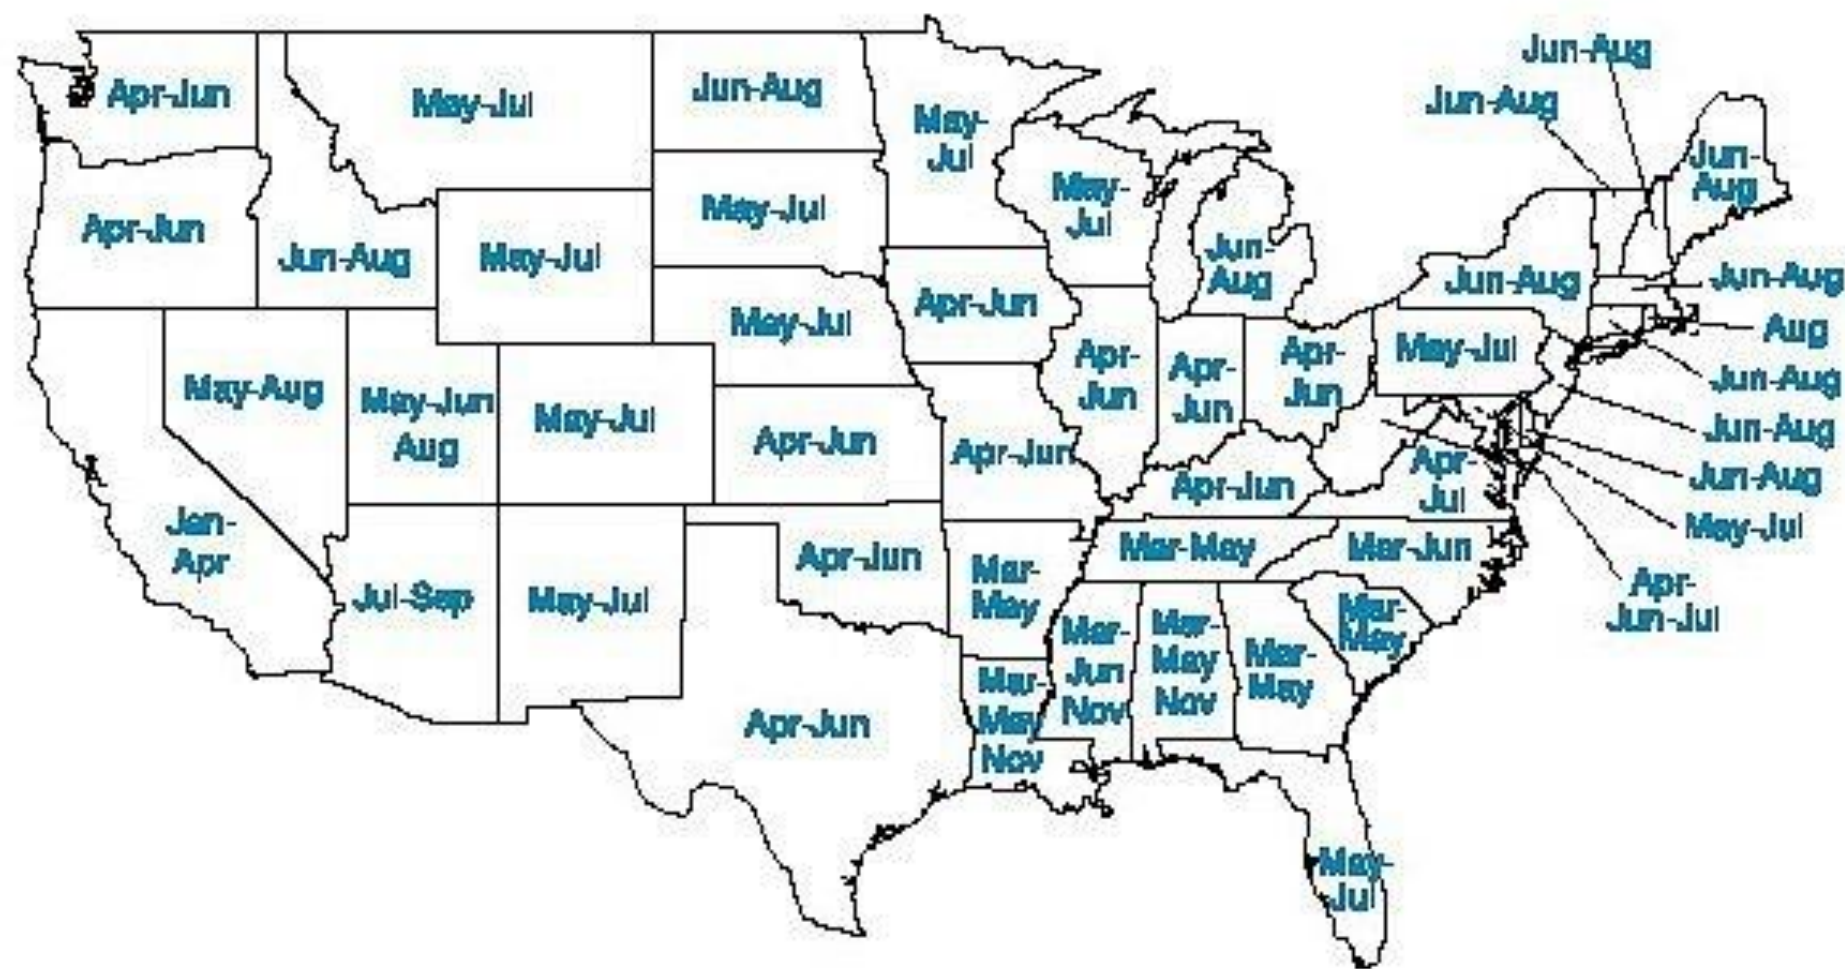 Jun-Aug
Jun-Aug
Apr-Jun
May-Jul
Jun-Aug
May-
Jul
Jun-
Aug
Apr-Jun
Jun-Aug
May-Jul
May-Jul
May-
Jul
Jun-
Aug
Jun-Aug
Jun-Aug
May-Jul
Apr-Jun
Aug
May-Aug
May-Jun
Aug
May-Jul
Apr-Jun
Apr-Jun
Apr-
Jun
Apr-
Jun
Apr-
Jun
May-Jul
Jun-Aug
Jun-Aug
Jun-Aug
May-Jul
Apr-
Jun-Jul
Apr-Jun
Apr-
Jul
Jan-
Apr
Jul-Sep
May-Jul
Apr-Jun
Mar-
May
Mar-May
Mar-Jun
Mar-
May
Apr-Jun
Mar-
May
Nov
Mar-
Jun
Nov
Mar-
May
Nov
Mar-
May
May-
Jul